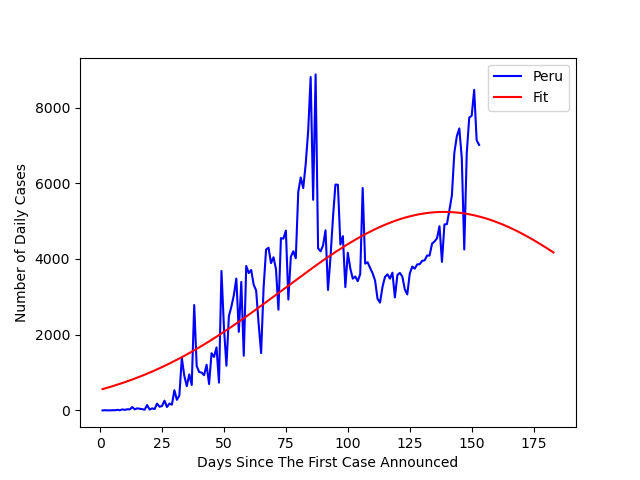 Peru
Fit
8000
6000
4000
2000
0
Number of Daily Cases
0 25 50 75 100 125 150 175
Days Since The First Case Announced